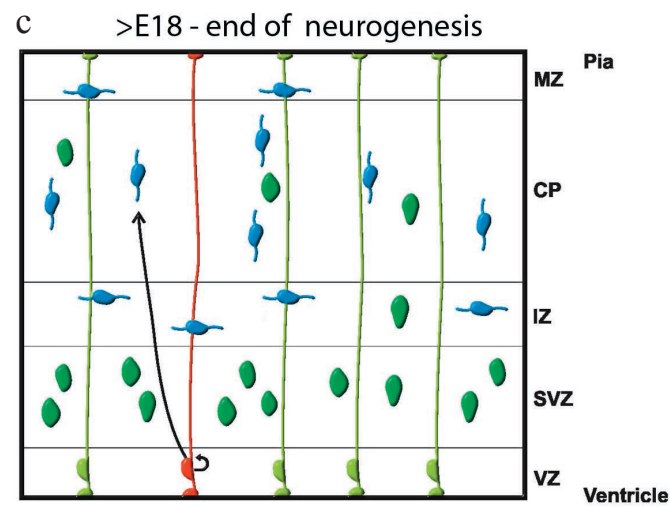 c
>E18 - end of neurogenesis
Pia
MZ
CP
IZ
SVZ
VZ
Ventricle